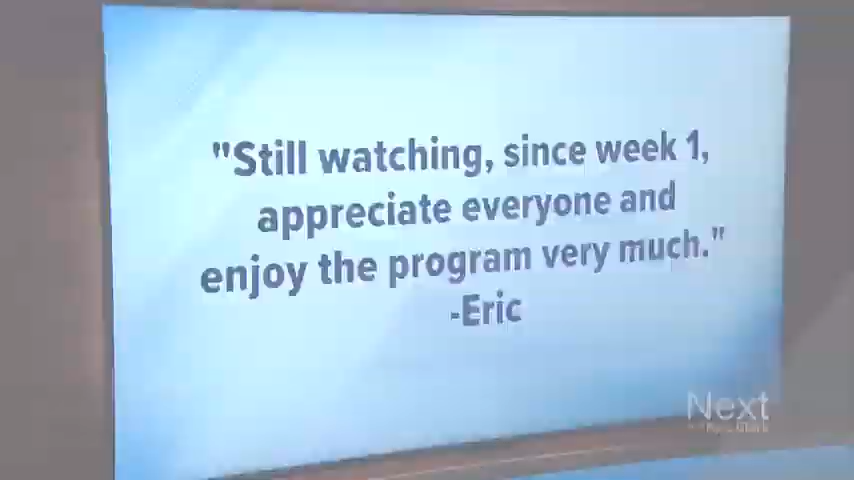 "Still watching, since week 1,
appreciate everyone and
enjoy the program very much."
-Eric
Next